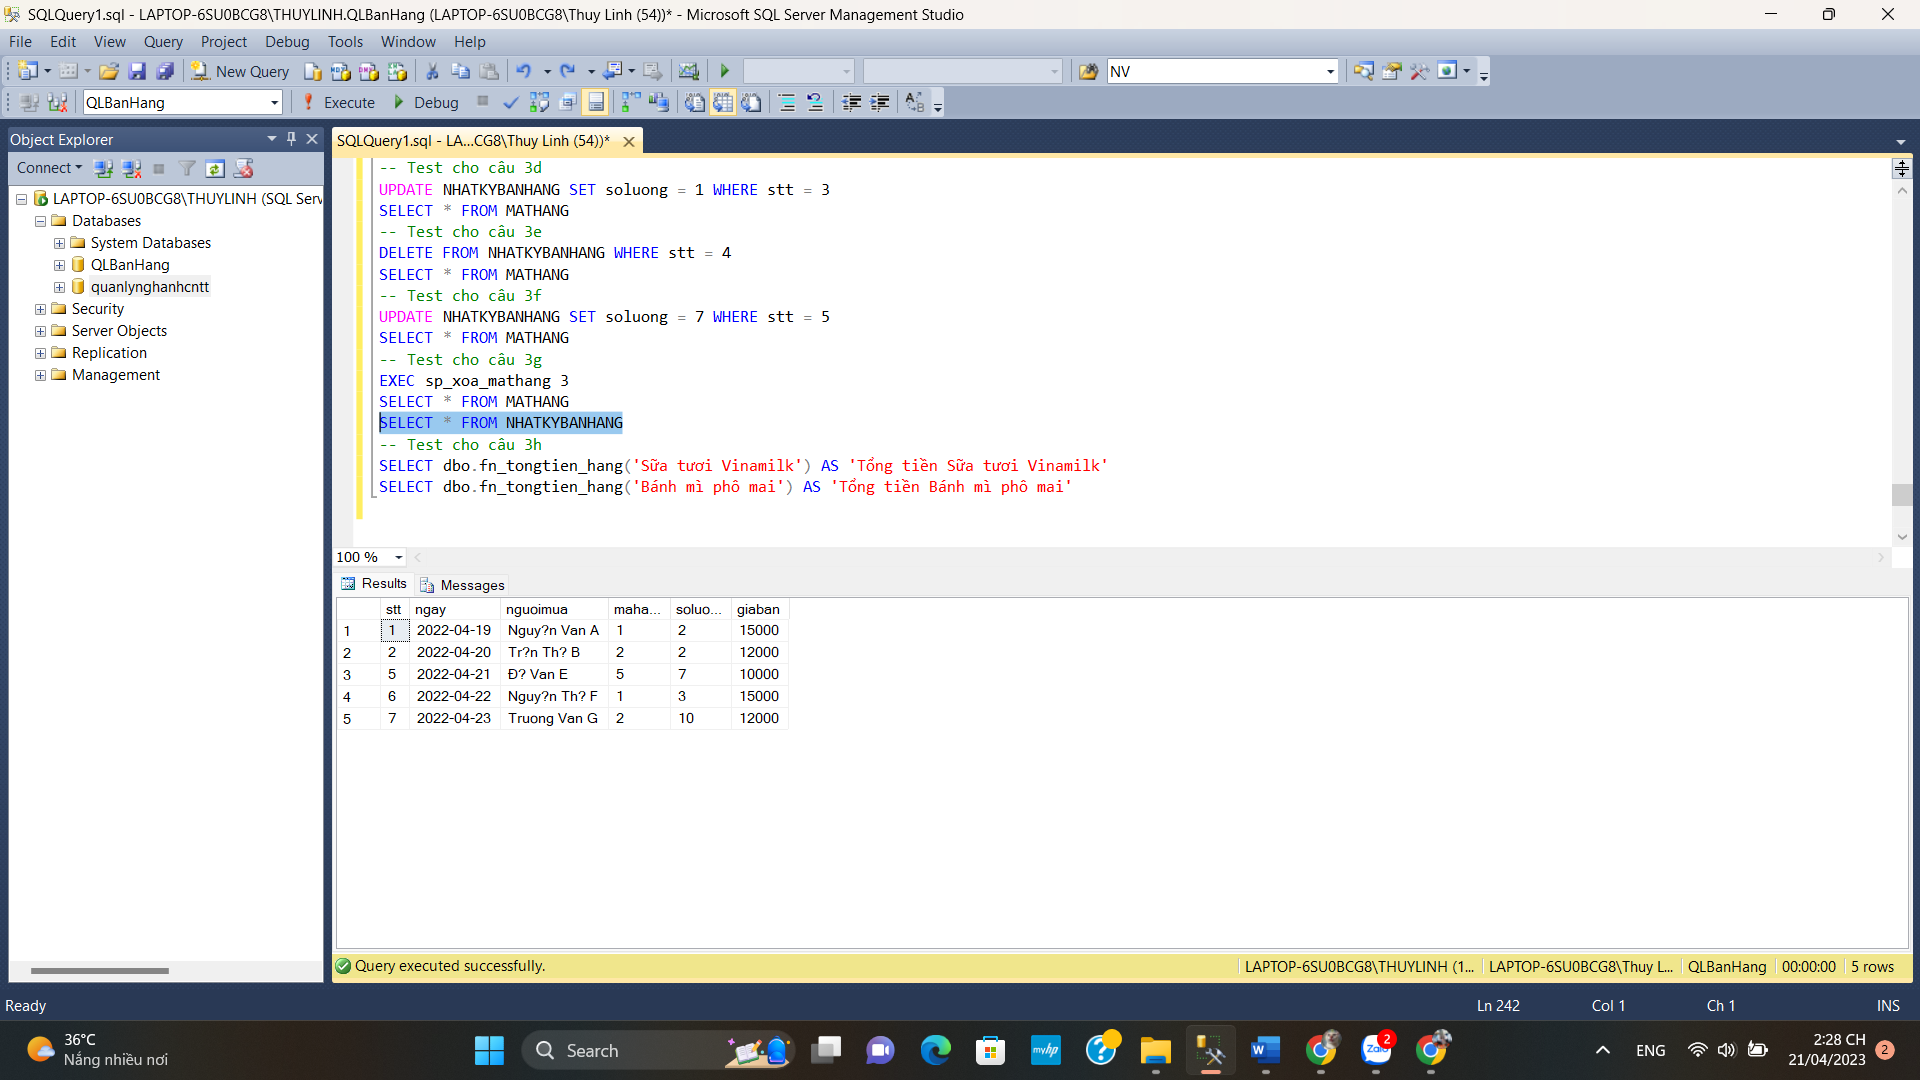 SQLQuery1.sql - LAPTOP-6SU0BCG8\THUYLINH.QLBanHang (LAPTOP-6SU0BCG8\Thuy Linh (54))* - Microsoft SQL Server Management Studio
File Edit View Query Project Debug Tools Window Help
New Query NV
QLBanHang Execute Debug
Object Explorer
Connect
LAPTOP-6SU0BCG8\THUYLINH (SQL Serv
Databases
System Databases
QLBanHang
quanlynghanhcntt
Security
Server Objects
Replication
Management
SQLQuery1.sql - LA...CG8\Thuy Linh (54))*
-- Test cho câu 3d
UPDATE NHATKYBANHANG SET soluong = 1 WHERE stt = 3
SELECT * FROM MATHANG
-- Test cho câu 3e
DELETE FROM NHATKYBANHANG WHERE stt = 4
SELECT * FROM MATHANG
-- Test cho câu 3f
UPDATE NHATKYBANHANG SET soluong = 7 WHERE stt = 5
SELECT * FROM MATHANG
-- Test cho câu 3g
EXEC sp_xoa_mathang 3
SELECT * FROM MATHANG
SELECT * FROM NHATKYBANHANG
-- Test cho câu 3h
SELECT dbo.fn_tongtien_hang('Sữa tươi Vinamilk') AS 'Tổng tiền Sữa tươi Vinamilk'
SELECT dbo.fn_tongtien_hang('Bánh mì phô mai') AS 'Tổng tiền Bánh mì phô mai'
100 %
Results Messages
stt ngay nguoimua maha... soluo... giaban
1 1 2022-04-19 Nguy?n Van A 1 2 15000
2 2 2022-04-20 Tr?n Th? B 2 2 12000
3 5 2022-04-21 Đ? Van E 5 7 10000
4 6 2022-04-22 Nguy?n Th? F 1 3 15000
5 7 2022-04-23 Truong Van G 2 10 12000
Query executed successfully. LAPTOP-6SU0BCG8\THUYLINH (1... LAPTOP-6SU0BCG8\Thuy L... QLBanHang 00:00:00 5 rows
Ready Ln 242 Col 1 Ch 1 INS
36°C
Nắng nhiều nơi
Search
myhp
Zalo 2
ENG
2:28 CH
21/04/2023
2